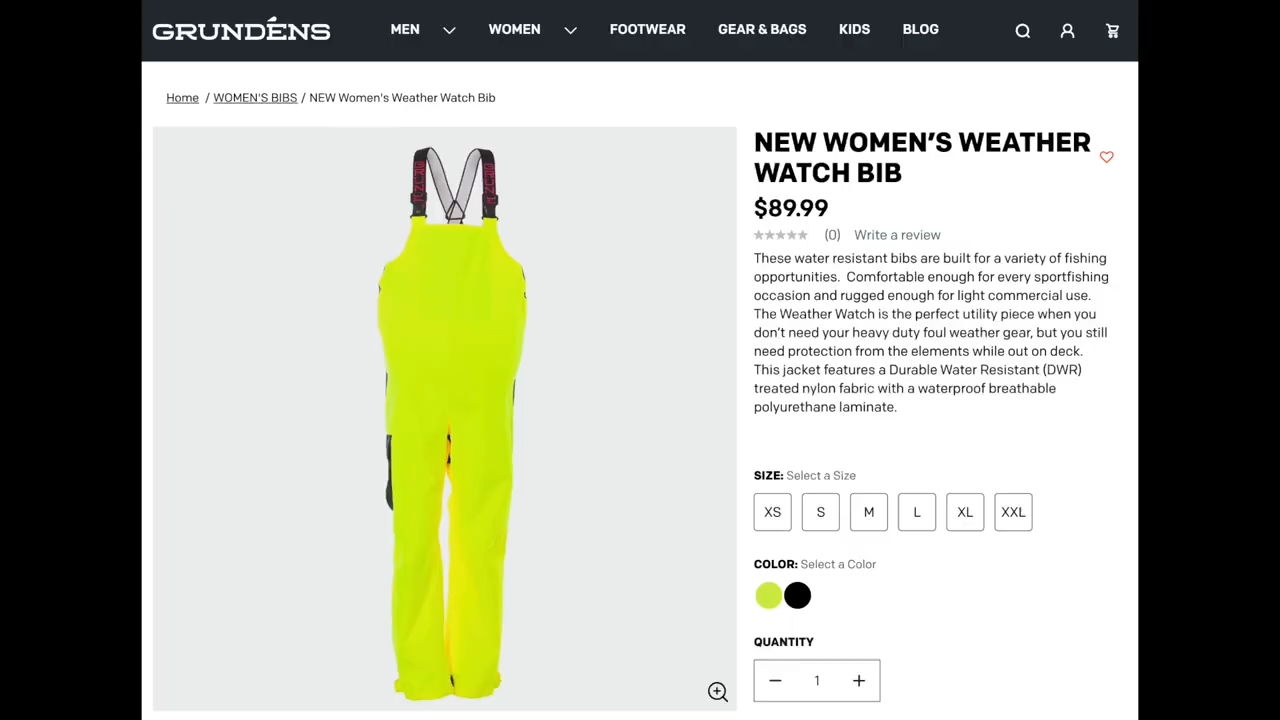 GRUNDÉNS
MEN WOMEN FOOTWEAR GEAR & BAGS KIDS BLOG
Home / WOMEN'S BIBS / NEW Women's Weather Watch Bib
NEW WOMEN’S WEATHER
WATCH BIB
$89.99
(0) Write a review
These water resistant bibs are built for a variety of fishing
opportunities. Comfortable enough for every sportfishing
occasion and rugged enough for light commercial use.
The Weather Watch is the perfect utility piece when you
don’t need your heavy duty foul weather gear, but you still
need protection from the elements while out on deck.
This jacket features a Durable Water Resistant (DWR)
treated nylon fabric with a waterproof breathable
polyurethane laminate.
SIZE: Select a Size
XS S M L XL XXL
COLOR: Select a Color
QUANTITY
− 1 +